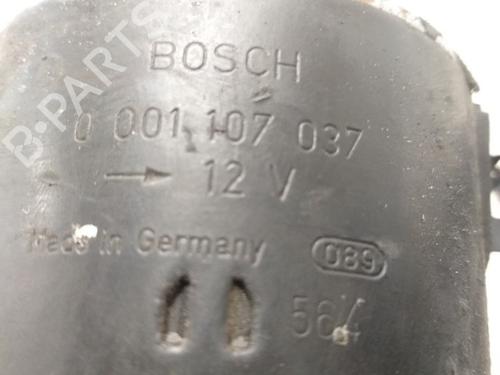 BOSCH
0 001 107 037
→ 12 V
Made in Germany 089
564
B-PARTS